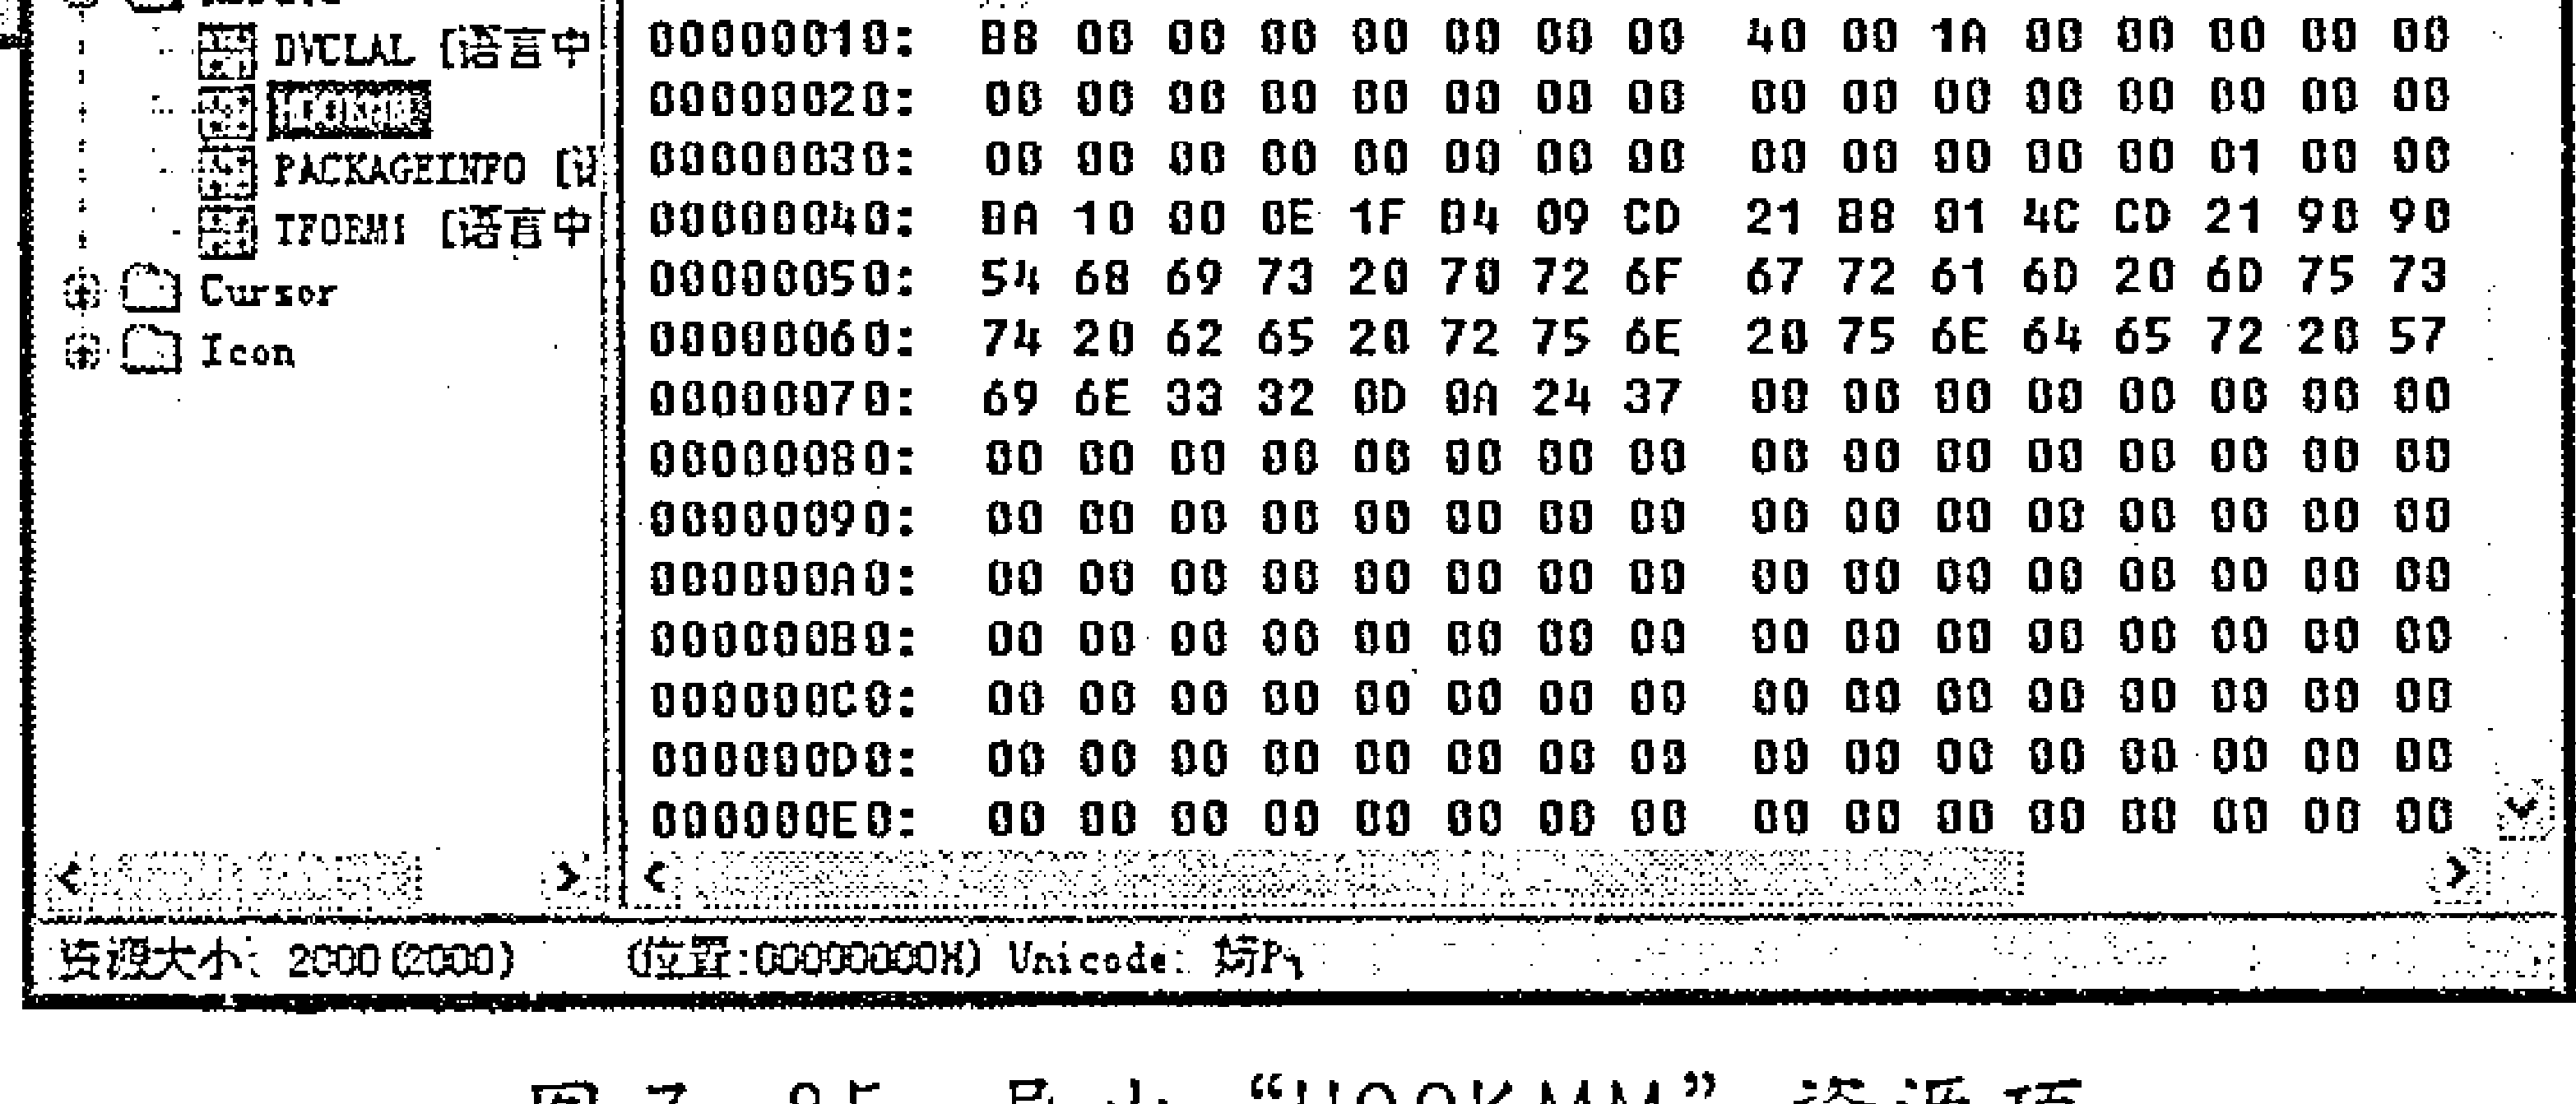 DVCLAL [语言中
PACKAGEINFO [
TFORM1 [语言中
Cursor
Icon
00000010: B8 00 00 00 00 00 00 00 40 00 1A 00 00 00 00 00
00000020: 00 00 00 00 00 00 00 00 00 00 00 00 00 00 00 00
00000030: 00 00 00 00 00 00 00 00 00 00 00 00 00 01 00 00
00000040: BA 10 00 0E 1F B4 09 CD 21 B8 01 4C CD 21 90 90
00000050: 54 68 69 73 20 70 72 6F 67 72 61 6D 20 6D 75 73
00000060: 74 20 62 65 20 72 75 6E 20 75 6E 64 65 72 20 57
00000070: 69 6E 33 32 0D 0A 24 37 00 00 00 00 00 00 00 00
00000080: 00 00 00 00 00 00 00 00 00 00 00 00 00 00 00 00
00000090: 00 00 00 00 00 00 00 00 00 00 00 00 00 00 00 00
000000A0: 00 00 00 00 00 00 00 00 00 00 00 00 00 00 00 00
000000B0: 00 00 00 00 00 00 00 00 00 00 00 00 00 00 00 00
000000C0: 00 00 00 00 00 00 00 00 00 00 00 00 00 00 00 00
000000D0: 00 00 00 00 00 00 00 00 00 00 00 00 00 00 00 00
000000E0: 00 00 00 00 00 00 00 00 00 00 00 00 00 00 00 00
资源大小: 2000(2000) (位置:00000000H) Unicode:
“HOOKMM” 资源项